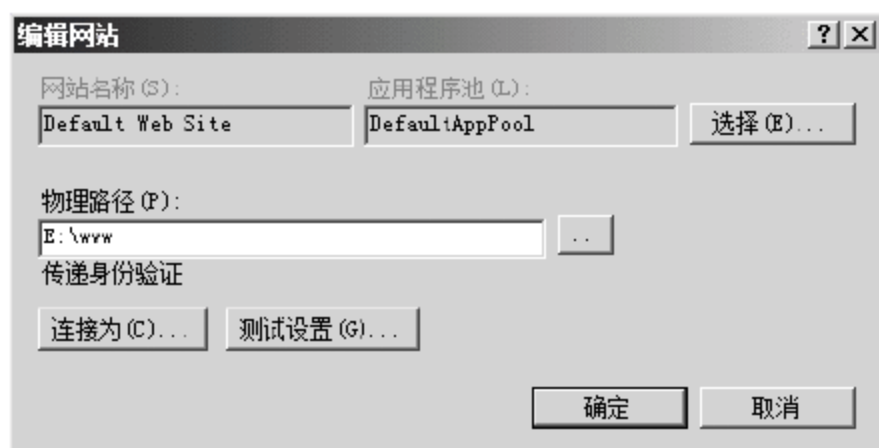 编辑网站
? ×
网站名称(S): 应用程序池(L):
Default Web Site DefaultAppPool 选择(E)...
物理路径(P):
E:\www ..
传递身份验证
连接为(C)... 测试设置(G)...
确定 取消